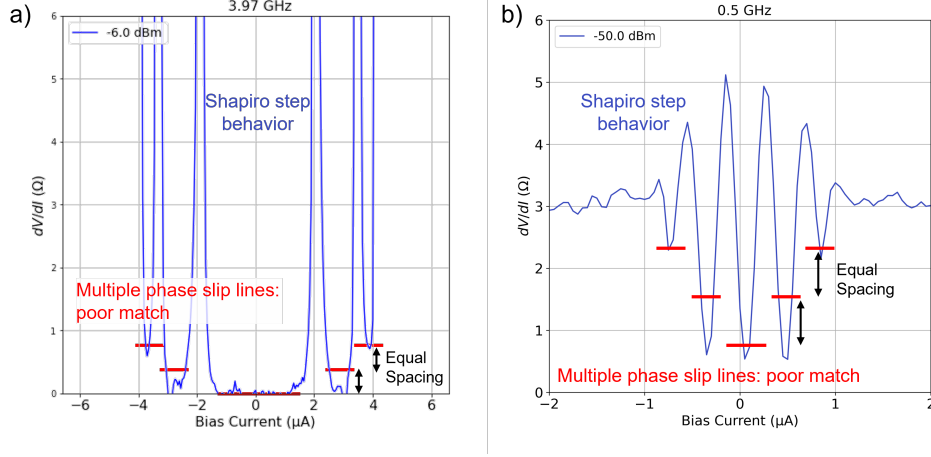 a)
3.97 GHz
-6.0 dBm
Shapiro step
behavior
Multiple phase slip lines:
poor match
Equal
Spacing
dV/dI (Ω)
6
5
4
3
2
1
0
−6
−4
−2
0
2
4
6
Bias Current (μA)
b)
0.5 GHz
-50.0 dBm
Shapiro step
behavior
Equal
Spacing
Multiple phase slip lines: poor match
dV/dI (Ω)
6
5
4
3
2
1
0
−2
−1
0
1
2
Bias Current (μA)